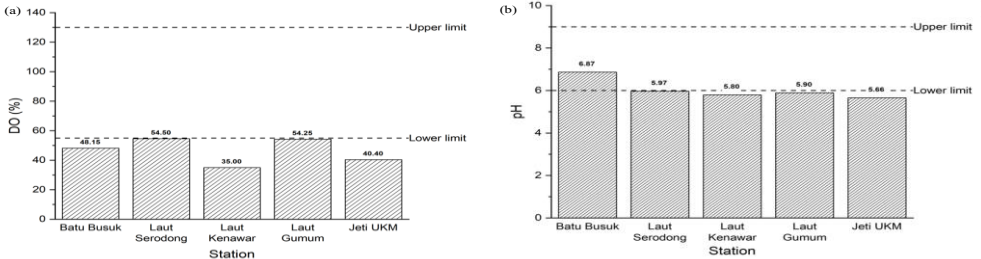 (a)
140
120
100
80
60
40
20
0
DO (%)
Upper limit
Lower limit
48.15
54.50
35.00
54.25
40.40
Batu Busuk
Laut
Serodong
Laut
Kenawar
Laut
Gumum
Jeti UKM
Station
(b)
10
8
6
4
2
0
pH
Upper limit
Lower limit
6.87
5.97
5.80
5.90
5.66
Batu Busuk
Laut
Serodong
Laut
Kenawar
Laut
Gumum
Jeti UKM
Station